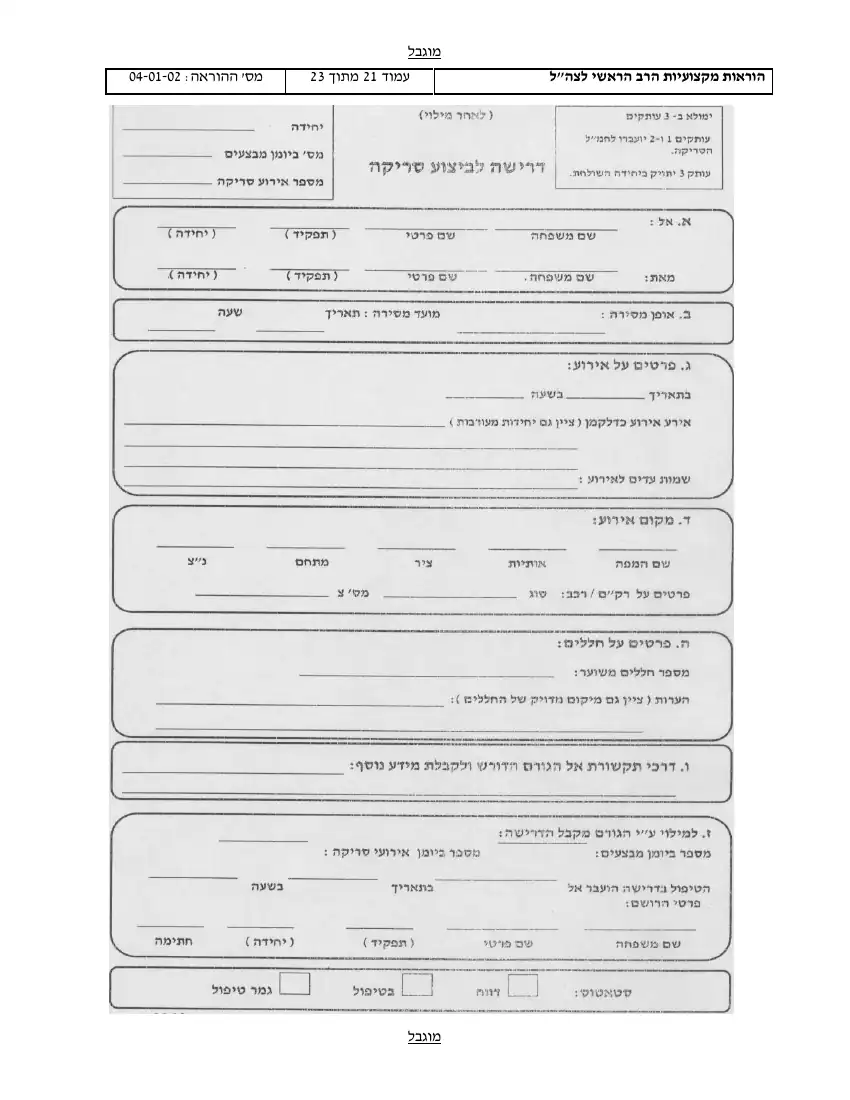 מוגבל
הוראות מקצועיות הרב הראשי לצה״ל עמוד 21 מתוך 23 מס׳ ההוראה: 04-01-02
ימולא ב- 3 עותקים
עותקים 1 ו-2 יועברו לחמ״ל
הסריקה.
עותק 3 יתויק ביחידה השולחת.
(לאחר מילוי)
דרישה לביצוע סריקה
יחידה
מס׳ ביומן מבצעים
מספר אירוע סריקה
א. אל :
שם משפחה שם פרטי (תפקיד) (יחידה)
מאת: שם משפחה. שם פרטי (תפקיד) (יחידה)
ב. אופן מסירה : מועד מסירה : תאריך שעה
ג. פרטים על אירוע:
בתאריך בשעה
אירע אירוע כדלקמן (ציין גם יחידות מעורבות)
שמות עדים לאירוע :
ד. מקום אירוע:
שם המפה אותיות ציר מתחם נ״צ
פרטים על רק״ם / רכב: סוג מס׳ צ
ה. פרטים על חללים:
מספר חללים משוער:
הערות (ציין גם מיקום מדויק של החללים):
ו. דרכי תקשורת אל הגורם הדורש ולקבלת מידע נוסף:
ז. למילוי ע״י הגורם מקבל הדרישה:
מספר ביומן מבצעים: מספר ביומן אירועי סריקה :
הטיפול בדרישה הועבר אל בתאריך בשעה
פרטי הרושם:
שם משפחה שם פרטי (תפקיד) (יחידה) חתימה
סטאטוס: דווח בטיפול גמר טיפול
מוגבל